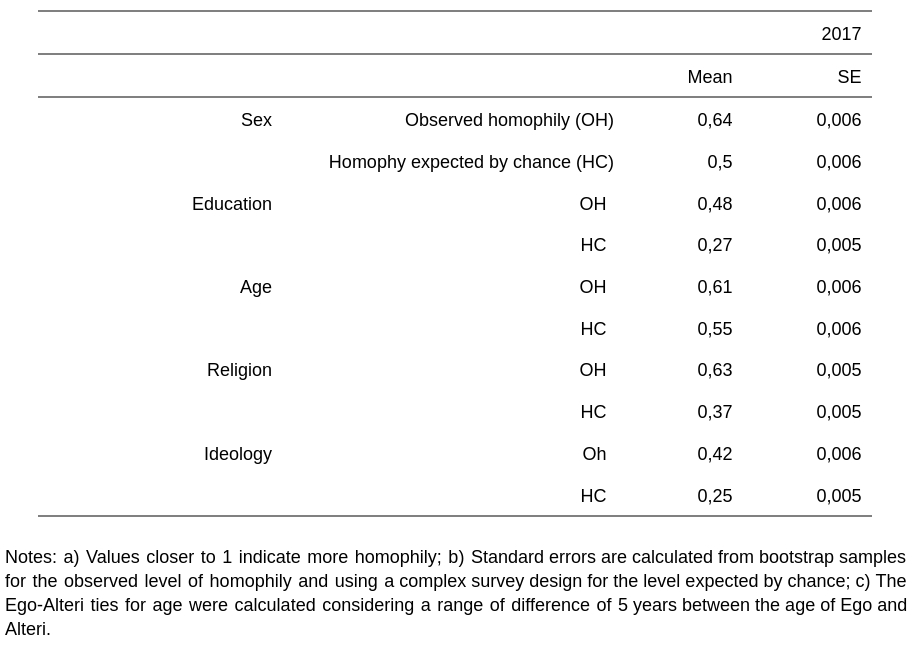 2017
Mean SE
Sex Observed homophily (OH) 0,64 0,006
Homophy expected by chance (HC) 0,5 0,006
Education OH 0,48 0,006
HC 0,27 0,005
Age OH 0,61 0,006
HC 0,55 0,006
Religion OH 0,63 0,005
HC 0,37 0,005
Ideology Oh 0,42 0,006
HC 0,25 0,005
Notes: a) Values closer to 1 indicate more homophily; b) Standard errors are calculated from bootstrap samples
for the observed level of homophily and using a complex survey design for the level expected by chance; c) The
Ego-Alteri ties for age were calculated considering a range of difference of 5 years between the age of Ego and
Alteri.